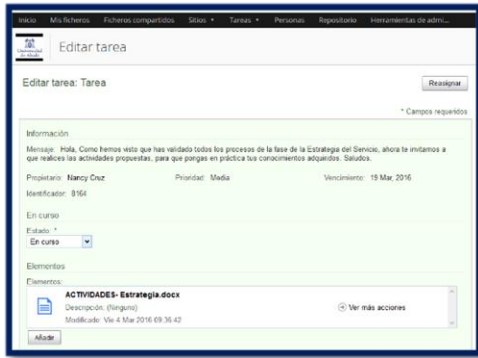 Inicio Mis ficheros Ficheros compartidos Sitios Tareas Personas Repositorio Herramientas de admi...
Editar tarea
Editar tarea: Tarea
Reasignar
* Campos requeridos
Información
Mensaje: Hola, Como hemos visto que has validado todos los procesos de la fase de la Estrategia del Servicio, ahora te invitamos a
que realices las actividades propuestas, para que pongas en práctica tus conocimientos adquiridos. Saludos.
Propietario: Nancy Cruz Prioridad: Media Vencimiento: 19 Mar, 2016
Identificador: 8164
En curso
Estado: *
En curso
Elementos
Elementos:
ACTIVIDADES- Estrategia.docx
Descripción: (Ninguno)
Ver más acciones
Modificado: Vie 4 Mar 2016 09:36:42
Añadir